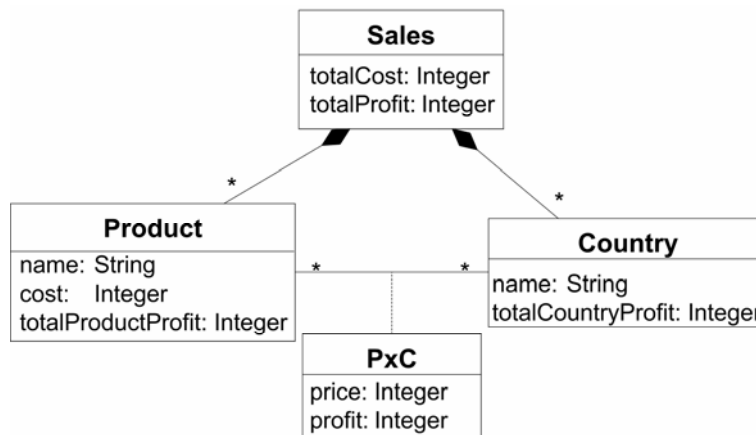 Sales
totalCost: Integer
totalProfit: Integer
*
*
Product
name: String
cost: Integer
totalProductProfit: Integer
*
*
Country
name: String
totalCountryProfit: Integer
PxC
price: Integer
profit: Integer